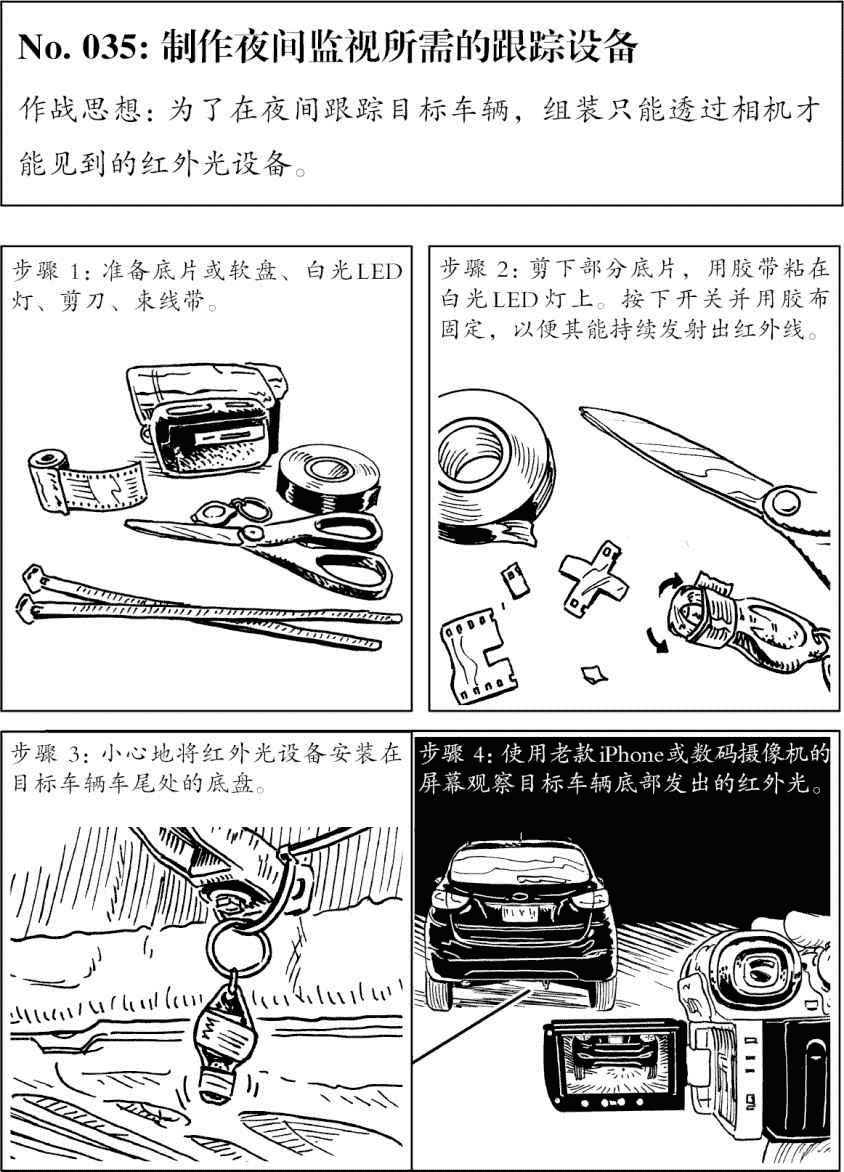 No. 035: 制作夜间监视所需的跟踪设备
作战思想：为了在夜间跟踪目标车辆，组装只能透过相机才
能见到的红外光设备。
步骤 1：准备底片或软盘、白光LED
灯、剪刀、束线带。
步骤 2：剪下部分底片，用胶带粘在
白光LED 灯上。按下开关并用胶布
固定，以便其能持续发射出红外线。
步骤 3：小心地将红外光设备安装在
目标车辆车尾处的底盘。
步骤 4：使用老款iPhone或数码摄像机的
屏幕观察目标车辆底部发出的红外光。